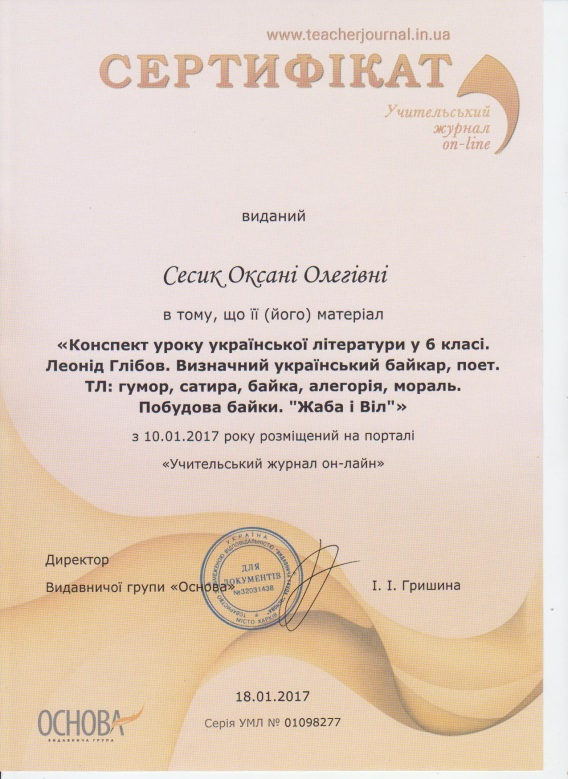 www.teacherjournal.in.ua
СЕРТИФІКАТ
Учительський
журнал
on-line
виданий
Сесик Оксані Олегівні
в тому, що її (його) матеріал
«Конспект уроку української літератури у 6 класі.
Леонід Глібов. Визначний український байкар, поет.
ТЛ: гумор, сатира, байка, алегорія, мораль.
Побудова байки. "Жаба і Віл"»
з 10.01.2017 року розміщений на порталі
«Учительський журнал он-лайн»
Директор
Видавничої групи «Основа»
І. І. Гришина
УКРАЇНА
ДЛЯ
ДОКУМЕНТІВ
№32031438
МІСТО ХАРКІВ
18.01.2017
Серія УМЛ № 01098277
ОСНОВА
ВИДАВНИЧА ГРУПА